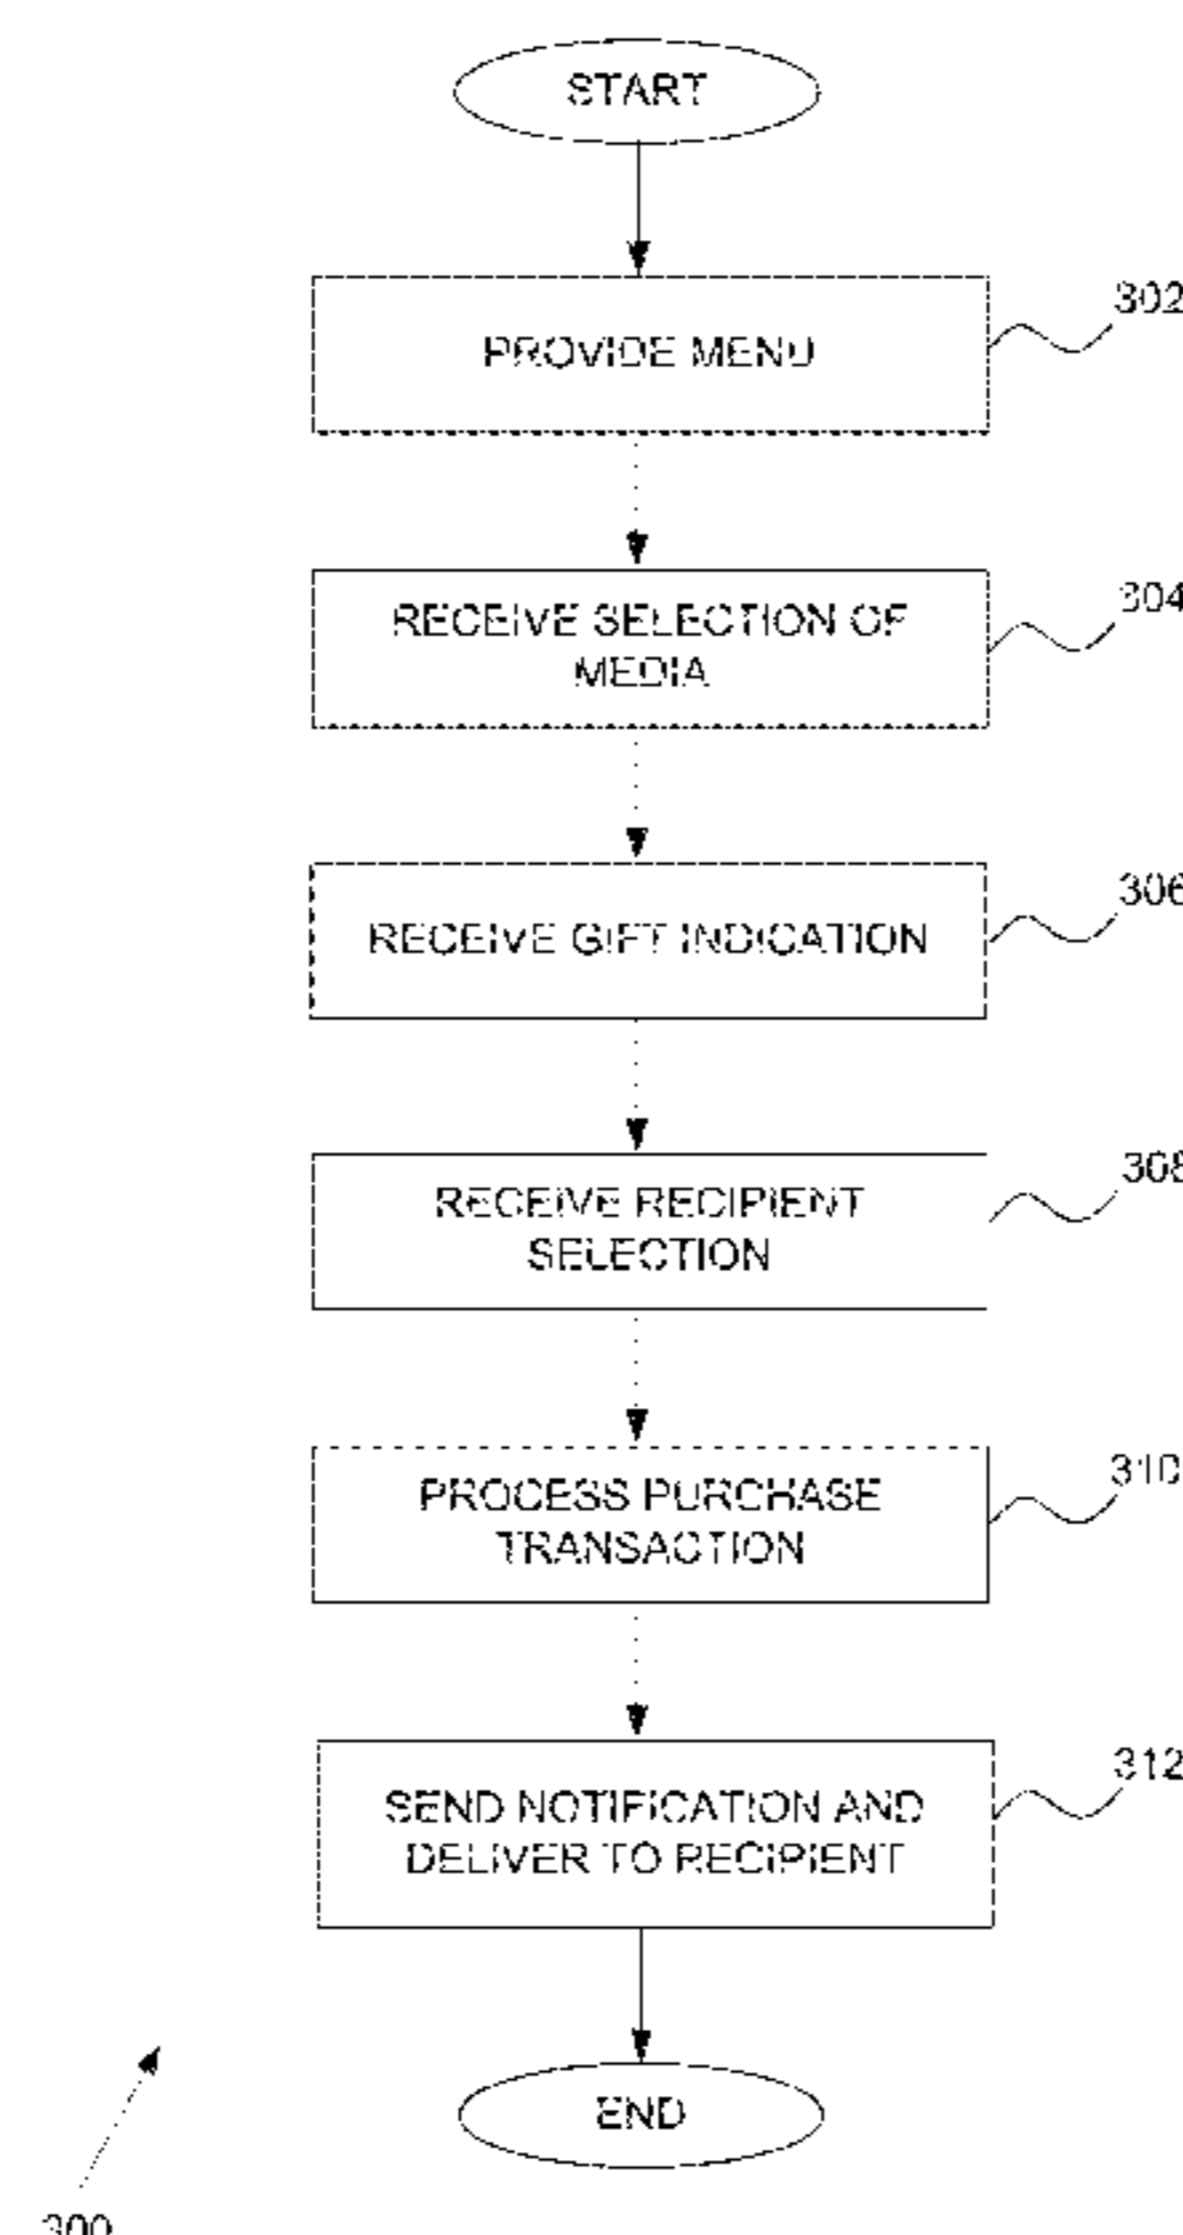 START
PROVIDE MENU
302
RECEIVE SELECTION OF
MEDIA
304
RECEIVE GIFT INDICATION
306
RECEIVE RECIPIENT
SELECTION
308
PROCESS PURCHASE
TRANSACTION
310
SEND NOTIFICATION AND
DELIVER TO RECIPIENT
312
END
300